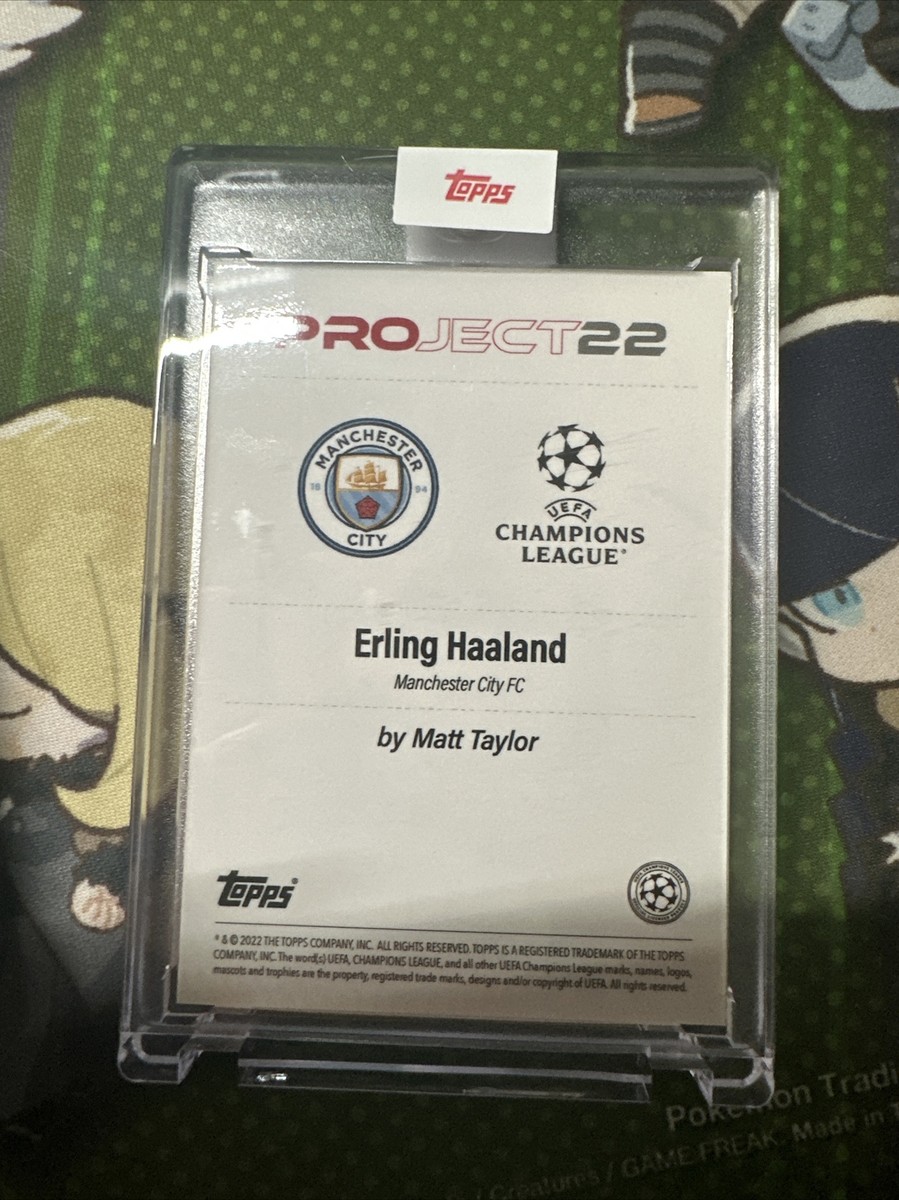 Topps
PROJECT22
MANCHESTER
18 94
CITY
UEFA
CHAMPIONS
LEAGUE®
Erling Haaland
Manchester City FC
by Matt Taylor
Topps®
® & © 2022 THE TOPPS COMPANY, INC. ALL RIGHTS RESERVED. TOPPS IS A REGISTERED TRADEMARK OF THE TOPPS
COMPANY, INC. The word(s) UEFA, CHAMPIONS LEAGUE, and all other UEFA Champions League marks, names, logos,
mascots and trophies are the property, registered trade marks, designs and/or copyright of UEFA. All rights reserved.
Pokémon
/ Creatures / GAME FREAK. Made in